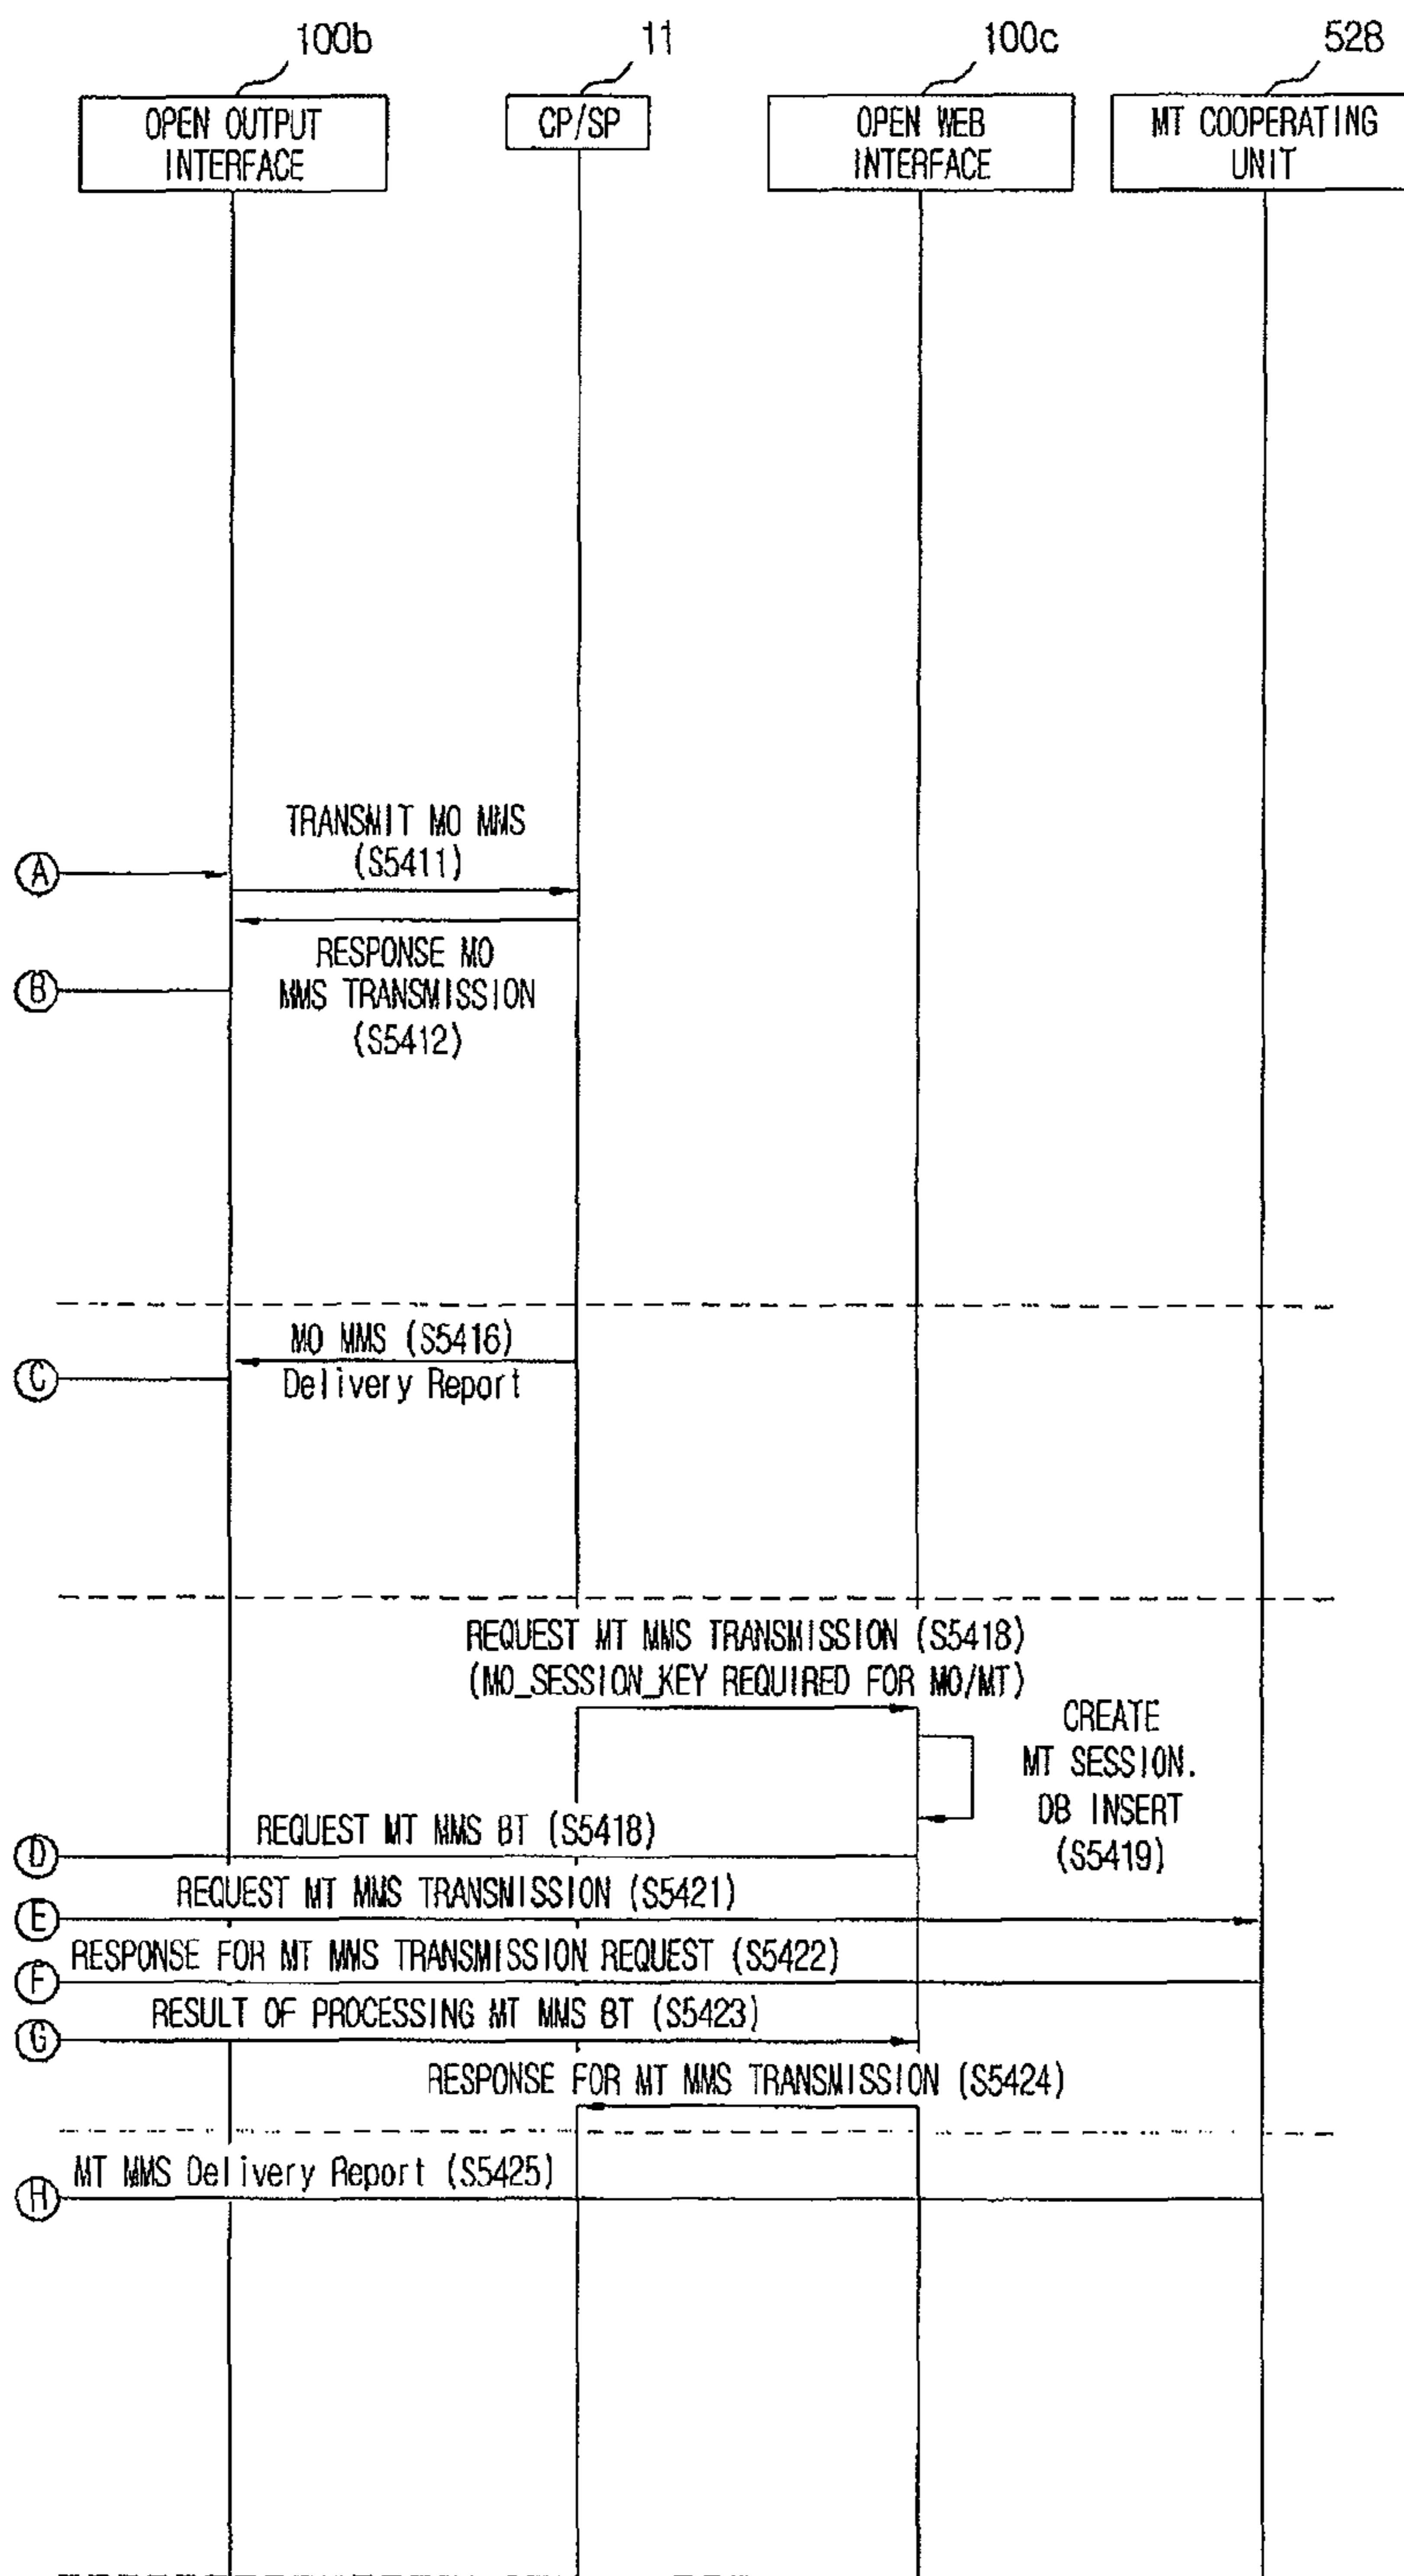 100b
11
100c
528
OPEN OUTPUT
INTERFACE
CP/SP
OPEN WEB
INTERFACE
MT COOPERATING
UNIT
TRANSMIT MO MMS
(S5411)
A
RESPONSE MO
MMS TRANSMISSION
(S5412)
B
MO MMS (S5416)
Delivery Report
C
REQUEST MT MMS TRANSMISSION (S5418)
(MO_SESSION_KEY REQUIRED FOR MO/MT)
CREATE
MT SESSION.
DB INSERT
(S5419)
REQUEST MT MMS BT (S5418)
D
REQUEST MT MMS TRANSMISSION (S5421)
E
RESPONSE FOR MT MMS TRANSMISSION REQUEST (S5422)
F
RESULT OF PROCESSING MT MMS BT (S5423)
G
RESPONSE FOR MT MMS TRANSMISSION (S5424)
MT MMS Delivery Report (S5425)
H